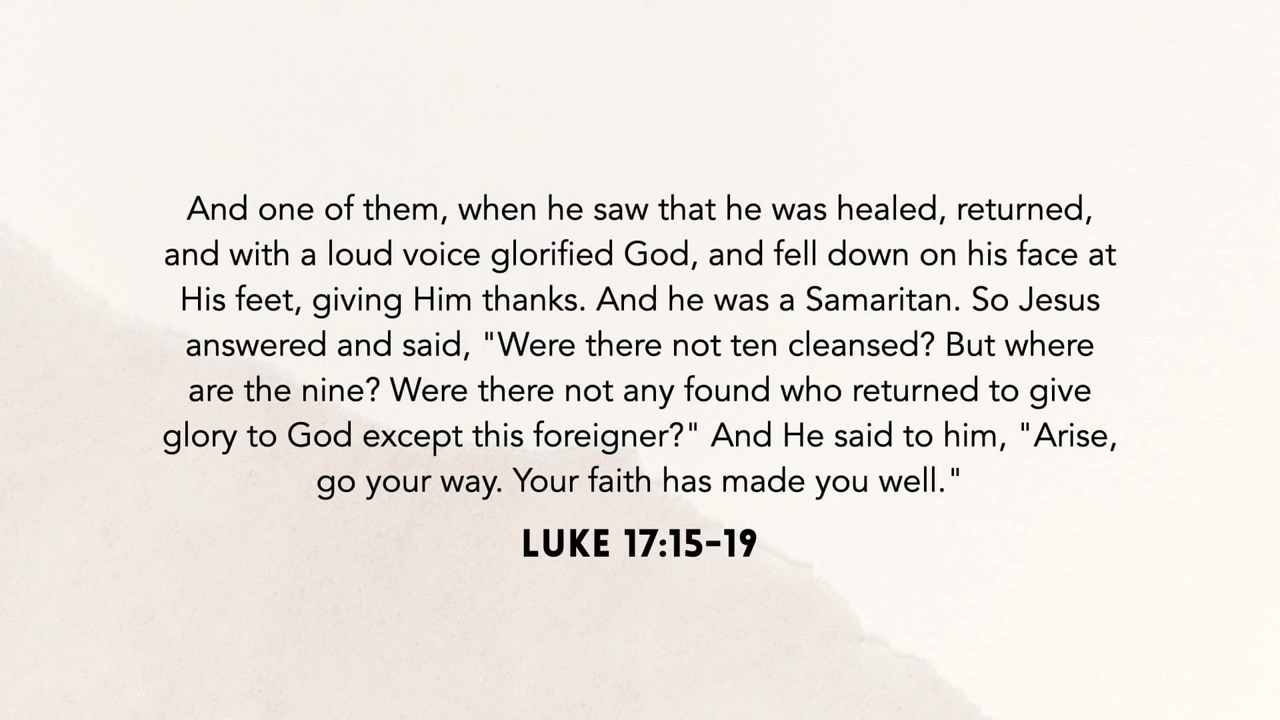 And one of them, when he saw that he was healed, returned,
and with a loud voice glorified God, and fell down on his face at
His feet, giving Him thanks. And he was a Samaritan. So Jesus
answered and said, "Were there not ten cleansed? But where
are the nine? Were there not any found who returned to give
glory to God except this foreigner?" And He said to him, "Arise,
go your way. Your faith has made you well."
LUKE 17:15-19